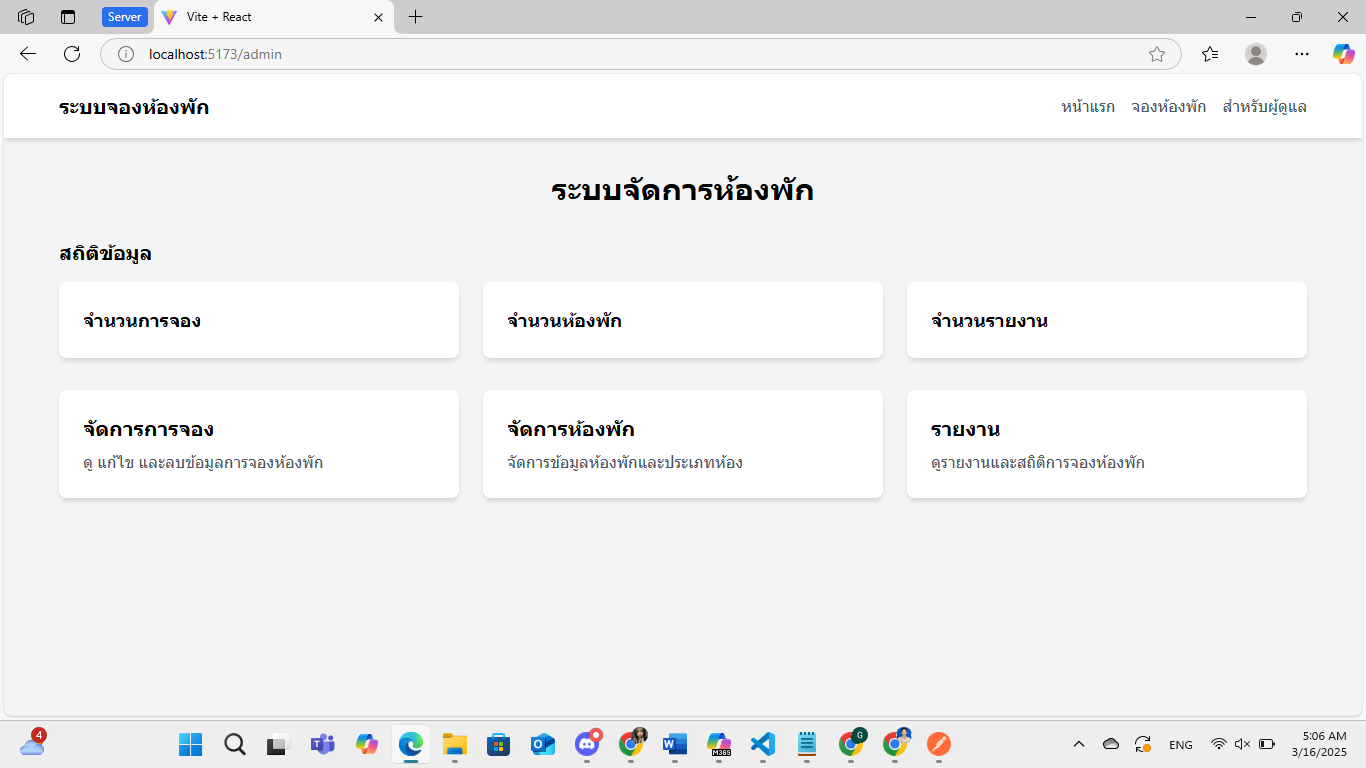 Server
Vite + React
localhost:5173/admin
ระบบจองห้องพัก
หน้าแรก จองห้องพัก สำหรับผู้ดูแล
ระบบจัดการห้องพัก
สถิติข้อมูล
จำนวนการจอง
จำนวนห้องพัก
จำนวนรายงาน
จัดการการจอง
ดู แก้ไข และลบข้อมูลการจองห้องพัก
จัดการห้องพัก
จัดการข้อมูลห้องพักและประเภทห้อง
รายงาน
ดูรายงานและสถิติการจองห้องพัก
4
M365
G
ENG
5:06 AM
3/16/2025